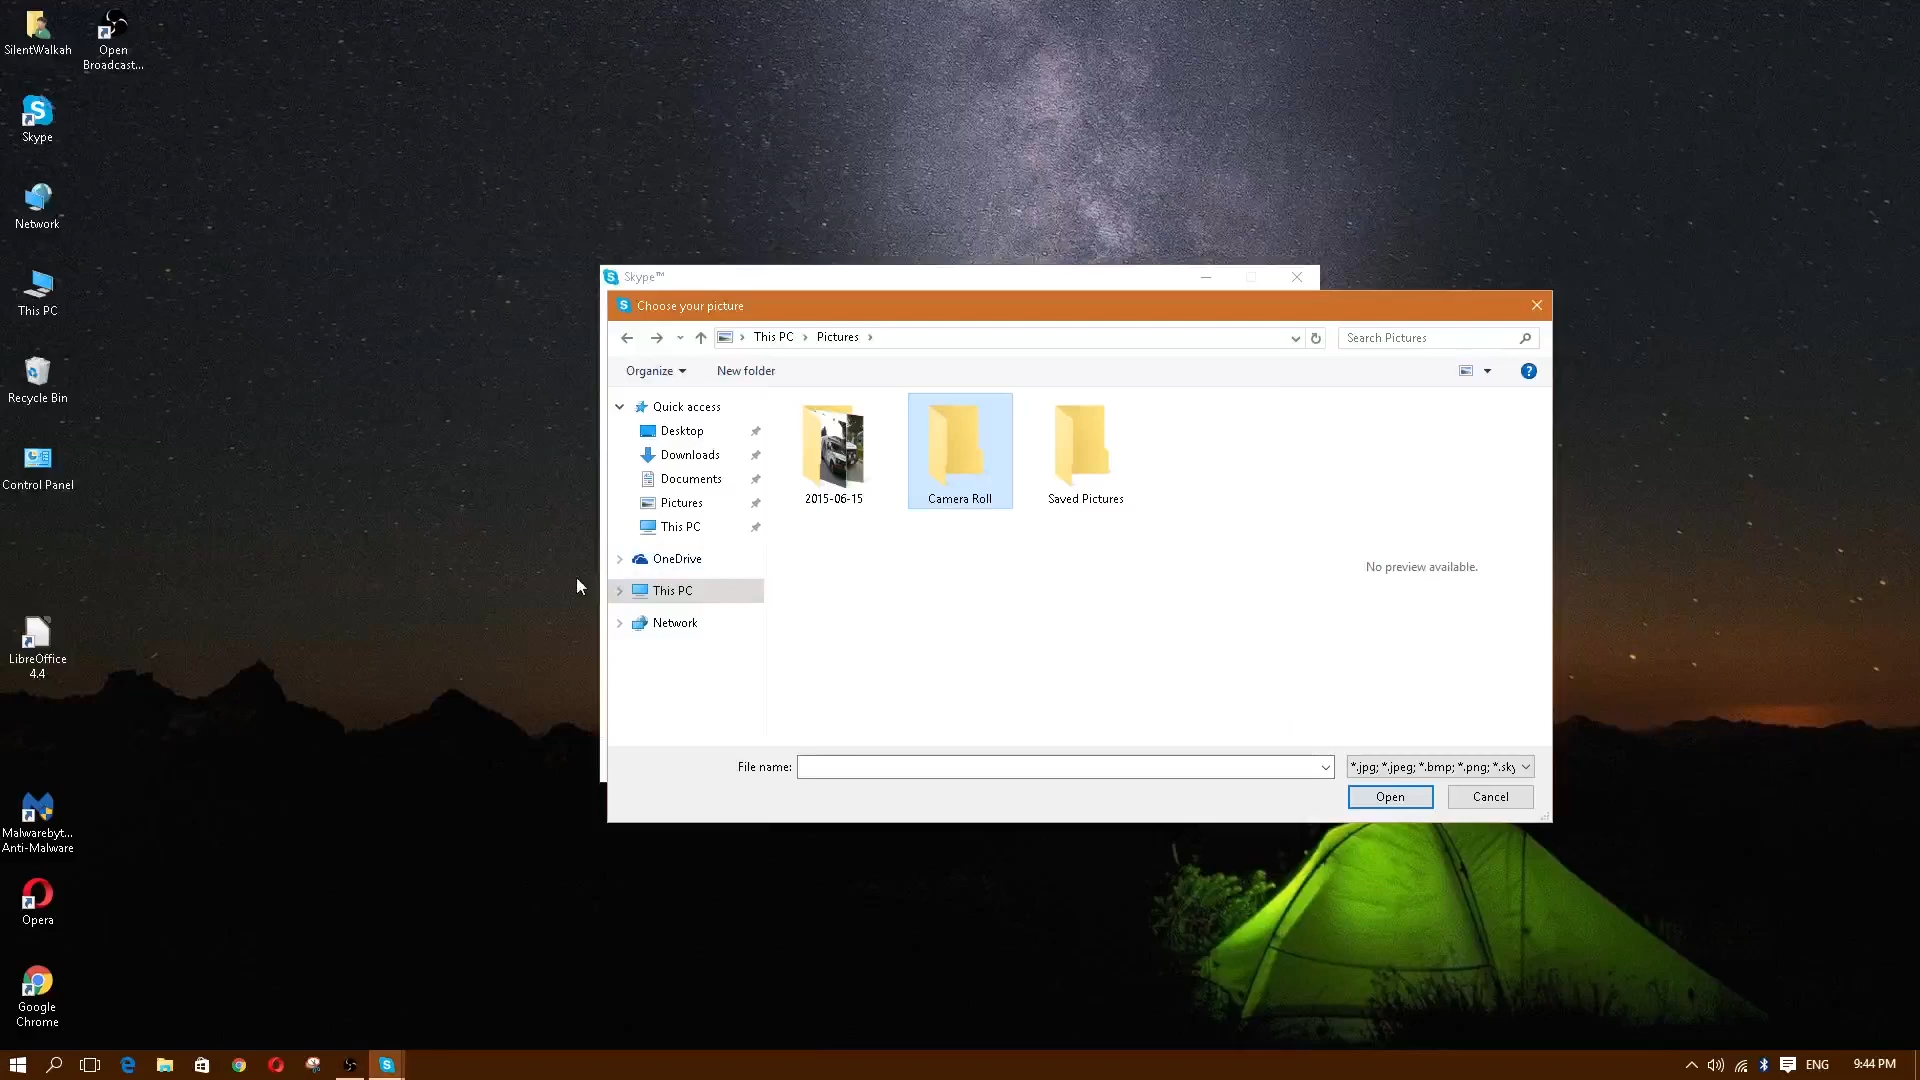 SilentWalkah
Open
Broadcast...
Skype
Network
This PC
Recycle Bin
Control Panel
LibreOffice
4.4
Malwarebyt...
Anti-Malware
Opera
Google
Chrome
Skype™
Choose your picture
This PC
Pictures
Search Pictures
Organize
New folder
Quick access
Desktop
Downloads
Documents
Pictures
This PC
OneDrive
This PC
Network
2015-06-15
Camera Roll
Saved Pictures
No preview available.
File name:
*.jpg; *.jpeg; *.bmp; *.png; *.sky
Open
Cancel
ENG
9:44 PM